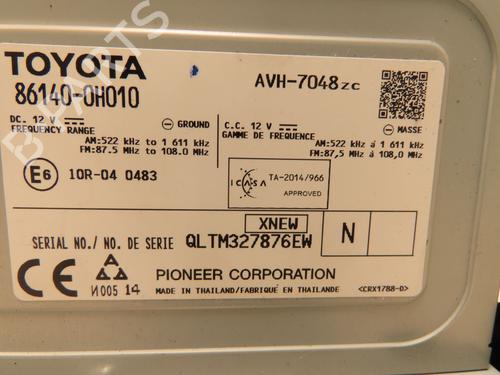 TOYOTA
86140-0H010
AVH-7048zc
DC. 12 V
FREQUENCY RANGE
GROUND
AM:522 kHz to 1 611 kHz
FM:87.5 MHz to 108.0 MHz
C.C. 12 V
GAMME DE FREQUENCE
MASSE
AM:522 kHz á 1 611 kHz
FM:87,5 MHz á 108,0 MHz
E6 10R-04 0483
ICASA
TA-2014/966
APPROVED
XNEW
N
SERIAL NO./ NO. DE SERIE QLTM327876EW
CE
A
И005 14
PIONEER CORPORATION
MADE IN THAILAND/FABRIQUÉ EN THAILANDE
<CRX1788-D>